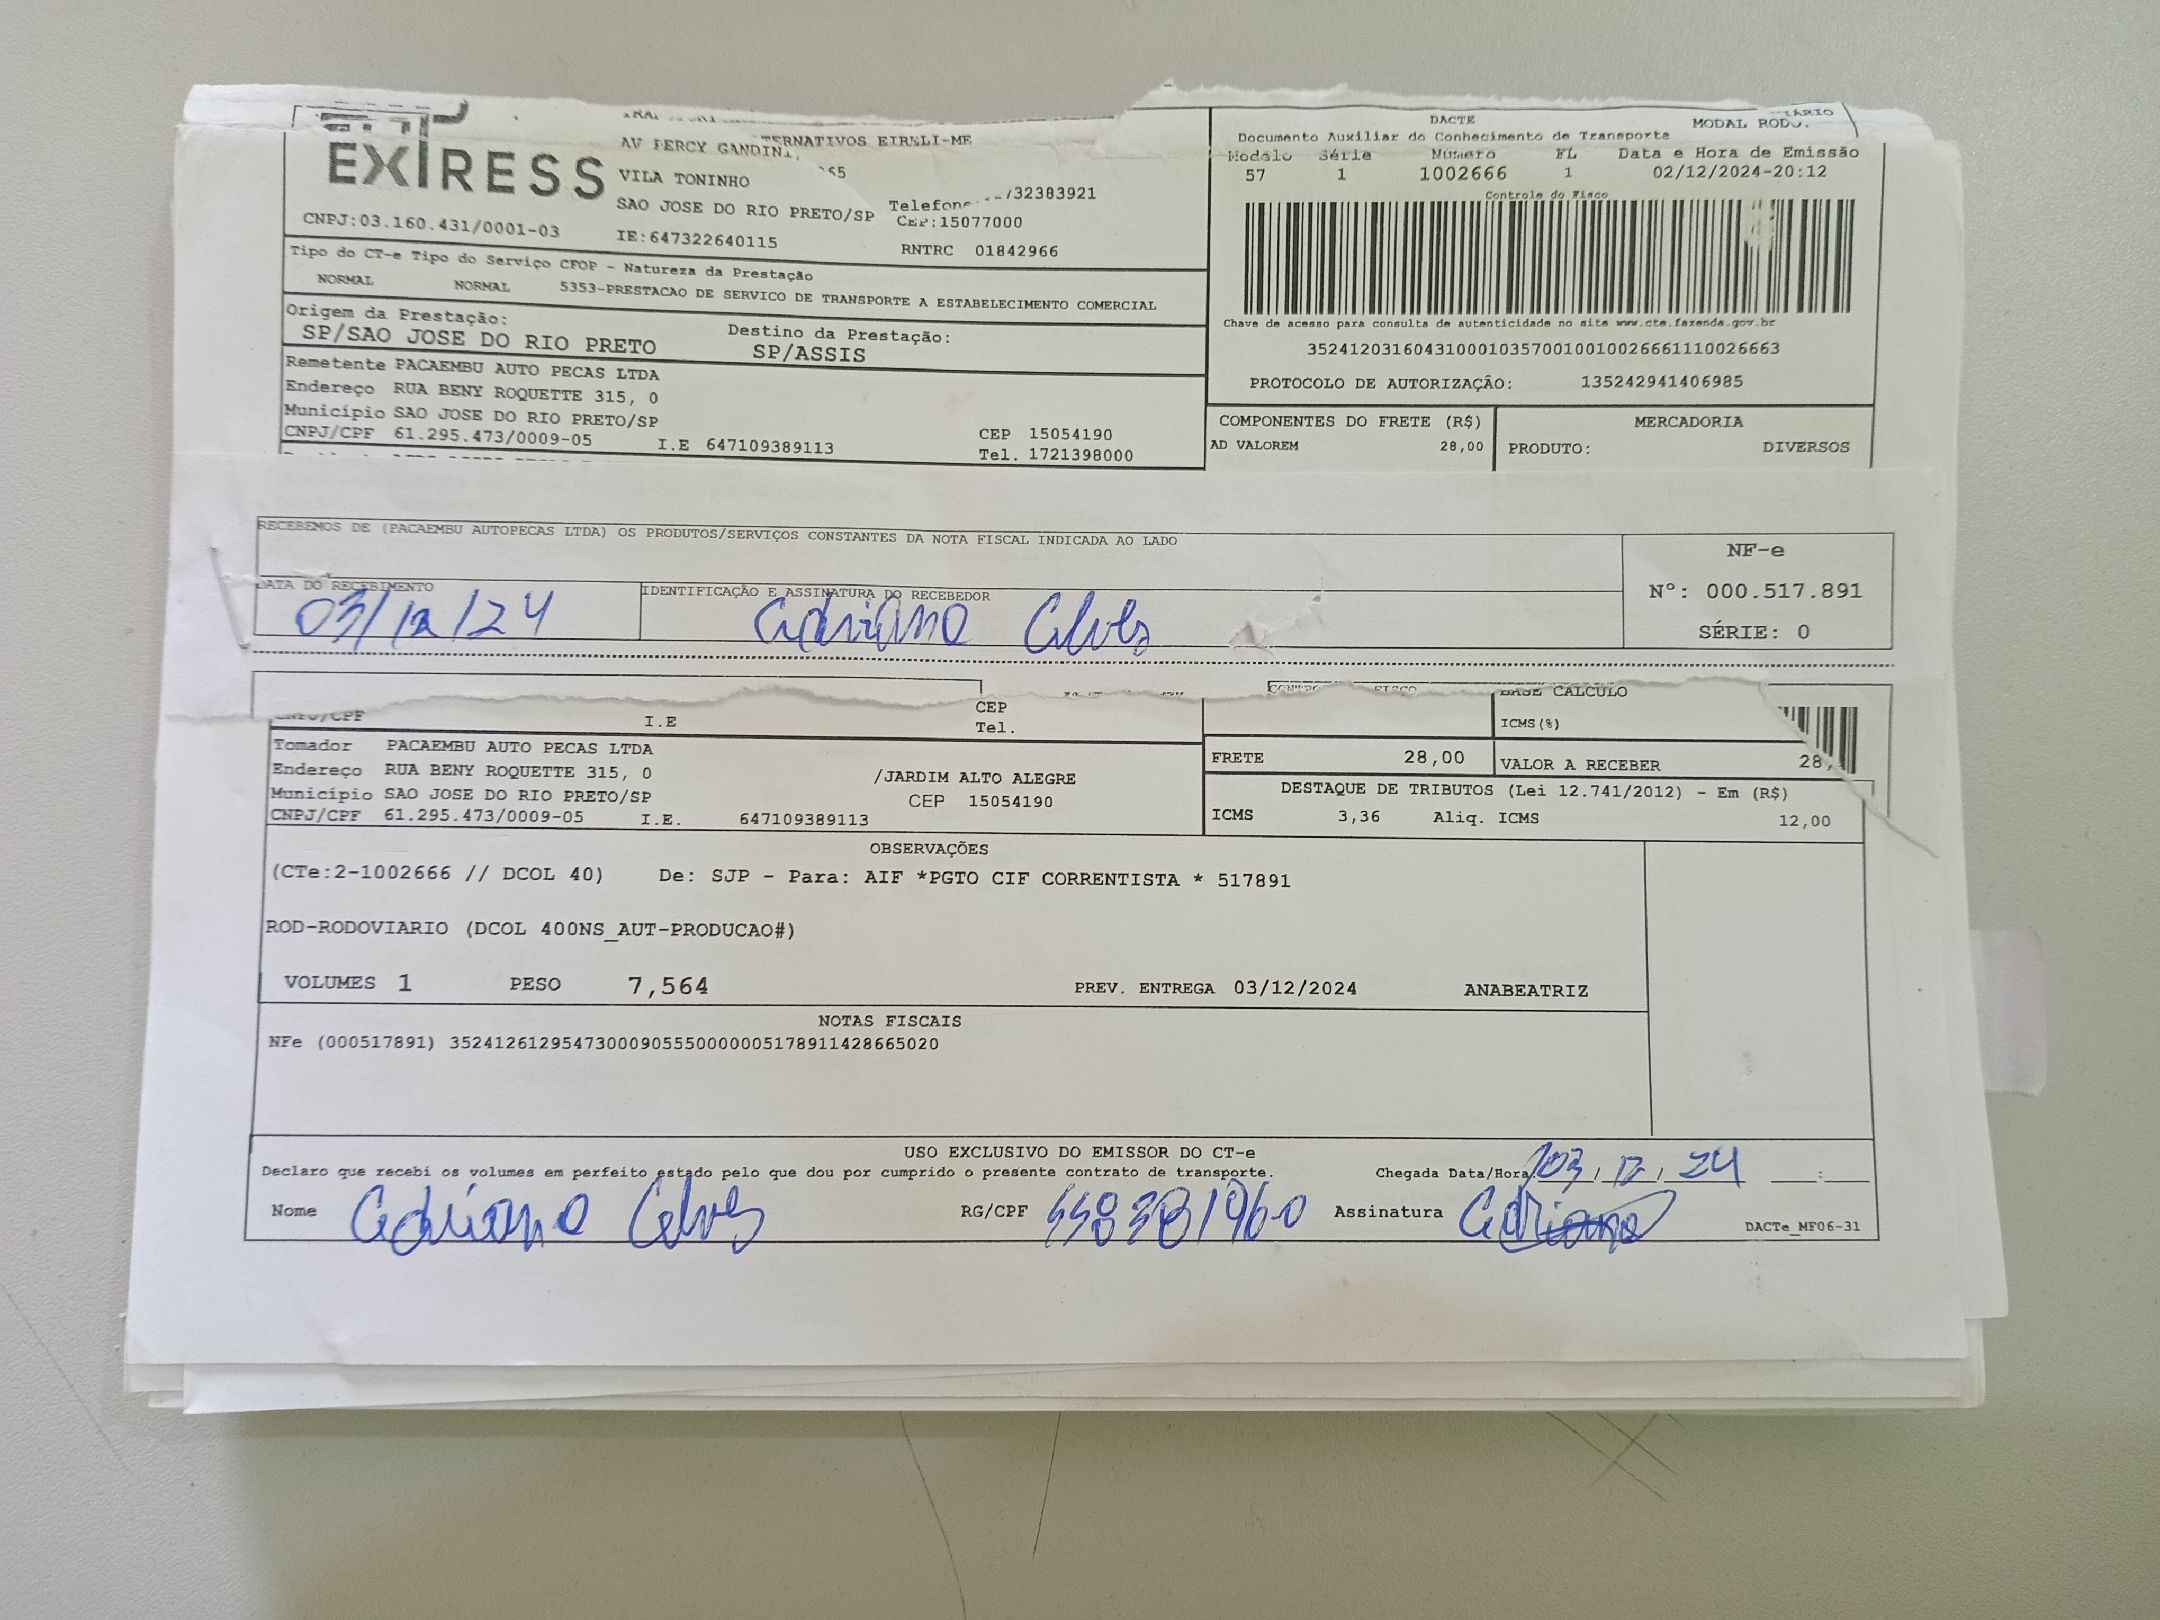 EXPRESS
TERNATIVOS EIRELI-ME
AV PERCY GANDINI,
65
VILA TONINHO
SAO JOSE DO RIO PRETO/SP
Telefone 32383921
CEP:15077000
CNPJ:03.160.431/0001-03
IE:647322640115
RNTRC 01842966
Tipo do CT-e Tipo do Serviço CFOP - Natureza da Prestação
NORMAL NORMAL 5353-PRESTACAO DE SERVICO DE TRANSPORTE A ESTABELECIMENTO COMERCIAL
Origem da Prestação:
SP/SAO JOSE DO RIO PRETO
Destino da Prestação:
SP/ASSIS
Remetente PACAEMBU AUTO PECAS LTDA
Endereço RUA BENY ROQUETTE 315, 0
Município SAO JOSE DO RIO PRETO/SP
CNPJ/CPF 61.295.473/0009-05 I.E 647109389113
CEP 15054190
Tel. 1721398000
DACTE
MODAL RODO
Documento Auxiliar do Conhecimento de Transporte
Modelo Série Número FL Data e Hora de Emissão
57 1 1002666 1 02/12/2024-20:12
Controle do Fisco
Chave de acesso para consulta de autenticidade no site www.cte.fazenda.gov.br
35241203160431000103570010010026661110026663
PROTOCOLO DE AUTORIZAÇÃO: 135242941406985
COMPONENTES DO FRETE (R$)
AD VALOREM 28,00
MERCADORIA
PRODUTO: DIVERSOS
RECEBEMOS DE (PACAEMBU AUTOPECAS LTDA) OS PRODUTOS/SERVIÇOS CONSTANTES DA NOTA FISCAL INDICADA AO LADO
DATA DO RECEBIMENTO
03/12/24
IDENTIFICAÇÃO E ASSINATURA DO RECEBEDOR
Adriano Alves
NF-e
Nº: 000.517.891
SÉRIE: 0
CNPJ/CPF I.E
CEP
Tel.
BASE CALCULO
ICMS(%)
Tomador PACAEMBU AUTO PECAS LTDA
Endereço RUA BENY ROQUETTE 315, 0 /JARDIM ALTO ALEGRE
Município SAO JOSE DO RIO PRETO/SP CEP 15054190
CNPJ/CPF 61.295.473/0009-05 I.E. 647109389113
FRETE 28,00
VALOR A RECEBER 28,
DESTAQUE DE TRIBUTOS (Lei 12.741/2012) - Em (R$)
ICMS 3,36 Aliq. ICMS 12,00
OBSERVAÇÕES
(CTe:2-1002666 // DCOL 40) De: SJP - Para: AIF *PGTO CIF CORRENTISTA * 517891
ROD-RODOVIARIO (DCOL 400NS_AUT-PRODUCAO#)
VOLUMES 1 PESO 7,564 PREV. ENTREGA 03/12/2024 ANABEATRIZ
NOTAS FISCAIS
NFe (000517891) 35241261295473000905550000005178911428665020
USO EXCLUSIVO DO EMISSOR DO CT-e
Declaro que recebi os volumes em perfeito estado pelo que dou por cumprido o presente contrato de transporte. Chegada Data/Hora 03/12/24 :
Nome Adriano Alves RG/CPF Assinatura Adriano
DACTe_MF06-31